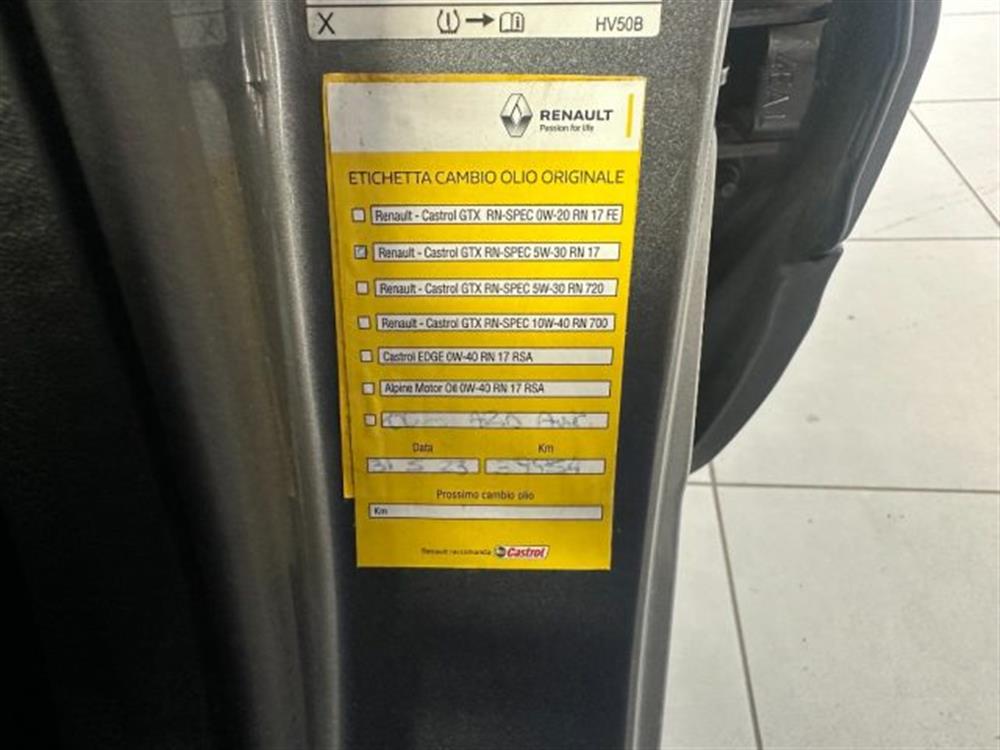 X HV50B
RENAULT
Passion for life
ETICHETTA CAMBIO OLIO ORIGINALE
Renault - Castrol GTX RN-SPEC 0W-20 RN 17 FE
Renault - Castrol GTX RN-SPEC 5W-30 RN 17
Renault - Castrol GTX RN-SPEC 5W-30 RN 720
Renault - Castrol GTX RN-SPEC 10W-40 RN 700
Castrol EDGE 0W-40 RN 17 RSA
Alpine Motor Oil 0W-40 RN 17 RSA
Data Km
31 5 23
Prossimo cambio olio
Km
Renault raccomanda Castrol